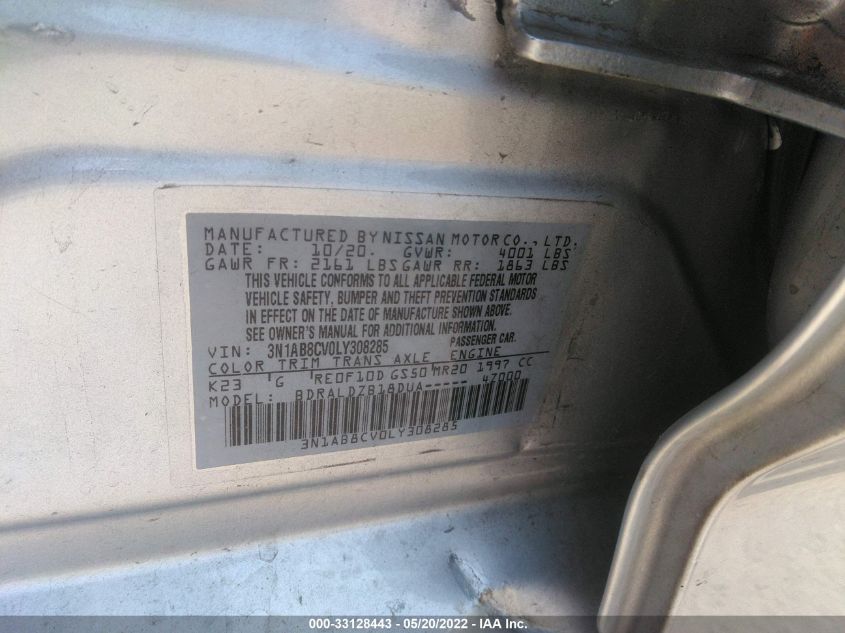 MANUFACTURED BY NISSAN MOTOR CO., LTD.
DATE: 10/20. GVWR: 4001 LBS
GAWR FR: 2161 LBS GAWR RR: 1863 LBS
THIS VEHICLE CONFORMS TO ALL APPLICABLE FEDERAL MOTOR
VEHICLE SAFETY, BUMPER AND THEFT PREVENTION STANDARDS
IN EFFECT ON THE DATE OF MANUFACTURE SHOWN ABOVE.
SEE OWNER'S MANUAL FOR ADDITIONAL INFORMATION.
VIN: 3N1AB8CV0LY308285 PASSENGER CAR.
COLOR TRIM TRANS AXLE ENGINE
K23 G RE0F10D GS50 MR20 1997 CC
MODEL: BDRALDZB18DUA----- 4Z000
3N1AB8CV0LY308285
000-33128443 - 05/20/2022 - IAA Inc.